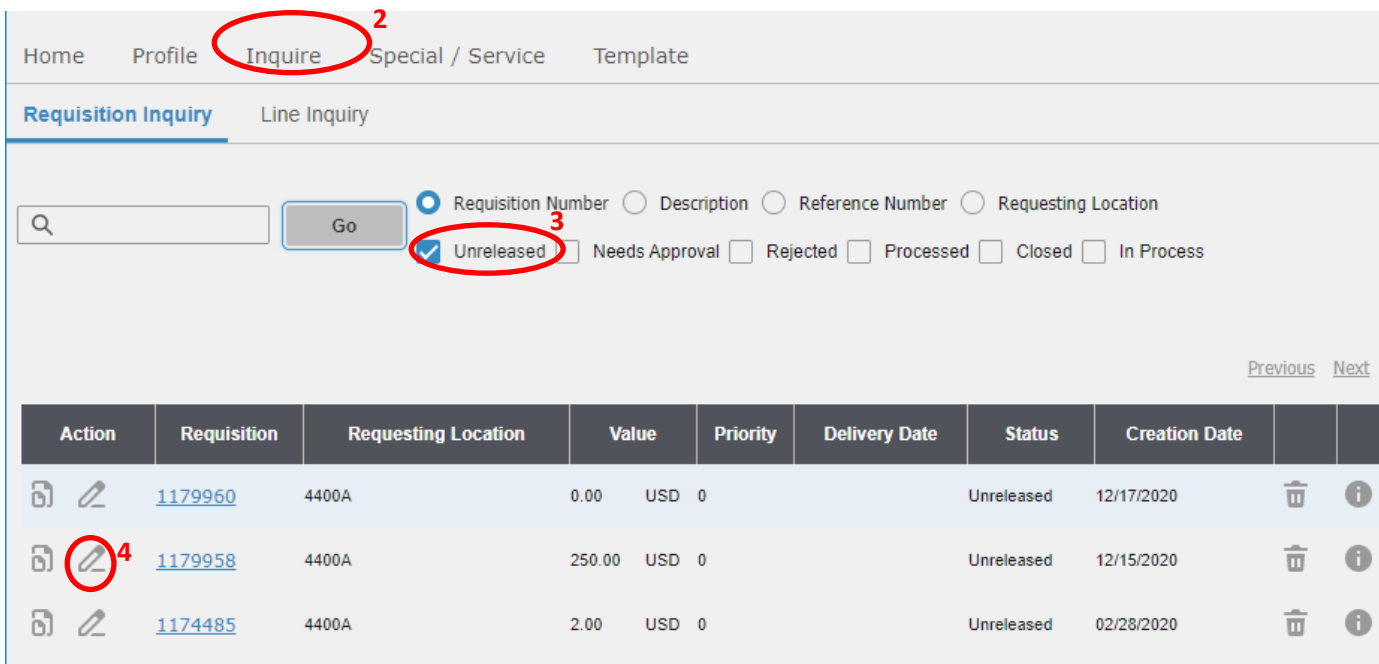 2
Home Profile Inquire Special / Service Template
Requisition Inquiry Line Inquiry
Requisition Number Description Reference Number Requesting Location
Go
3
Unreleased Needs Approval Rejected Processed Closed In Process
Previous Next
Action Requisition Requesting Location Value Priority Delivery Date Status Creation Date
1179960 4400A 0.00 USD 0 Unreleased 12/17/2020
4 1179958 4400A 250.00 USD 0 Unreleased 12/15/2020
1174485 4400A 2.00 USD 0 Unreleased 02/28/2020